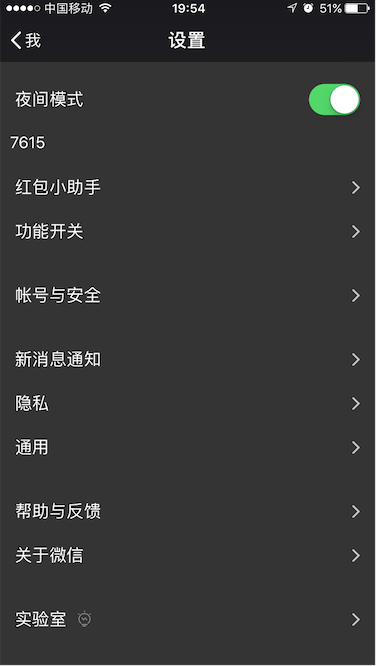 中国移动 19:54 51%
我 设置
夜间模式
7615
红包小助手
功能开关
帐号与安全
新消息通知
隐私
通用
帮助与反馈
关于微信
实验室